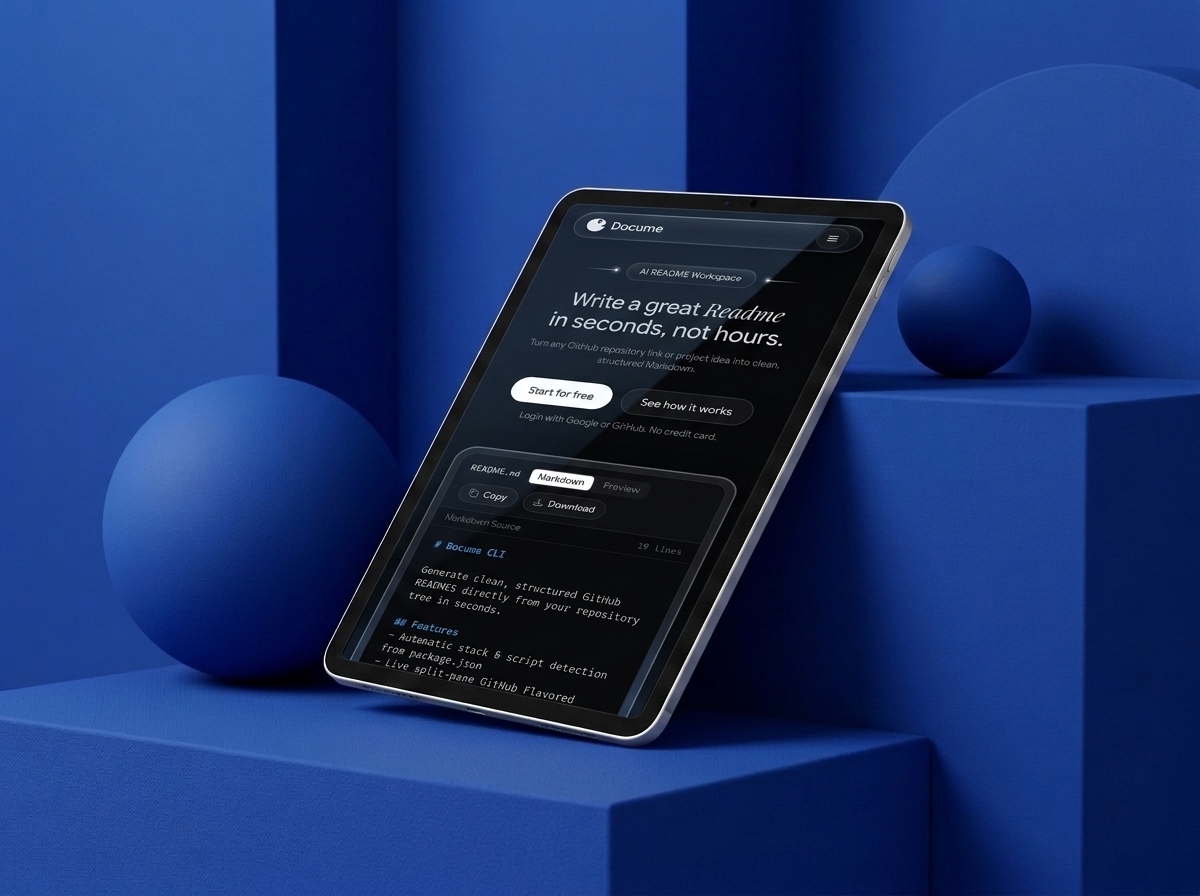 Docume
AI README Workspace
Write a great Readme
in seconds, not hours.
Turn any GitHub repository link or project idea into clean,
structured Markdown.
Start for free
See how it works
Login with Google or GitHub. No credit card.
README.md
Markdown
Preview
Copy
Download
Markdown Source
19 lines
# Bocume CLI
Generate clean, structured GitHub
READNES directly from your repository
tree in seconds.
## Features
- Autenatic stack & script detection
from package.json
- Live split-pane GitHub Flavored